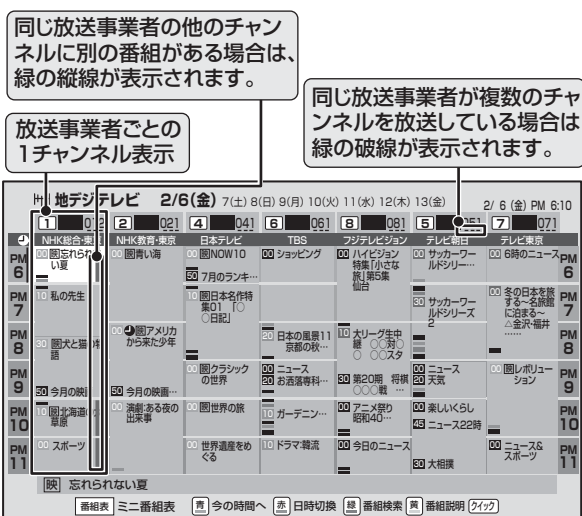 同じ放送事業者の他のチャン
ネルに別の番組がある場合は、
緑の縦線が表示されます。
同じ放送事業者が複数のチャ
ンネルを放送している場合は
緑の破線が表示されます。
放送事業者ごとの
1チャンネル表示
地デジテレビ 2/6(金) 7(土) 8(日) 9(月) 10(火) 11(水) 12(木) 13(金) 2/ 6 (金) PM 6:10
1 012 2 021 4 041 6 061 8 081 5 051 7 071
NHK総合・東京 NHK教育・東京 日本テレビ TBS フジテレビジョン テレビ朝日 テレビ東京
PM 6 00 映忘れられな い夏
00 映青い海
00 映NOW10
50 7月のランキ…
00 ショッピング
00 ハイビジョン
特集「小さな
旅」第5集
仙台
00 サッカーワー
ルドシリー…
00 6時のニュース PM 6
PM 7 10 私の先生
10 映日本名作特
集01「○
○日記」
30 サッカーワー
ルドシリーズ
2
00 冬の日本を旅
する〜名旅館
に泊まる〜
△金沢・福井
……
PM 7
PM 8 30 映犬と猫の物
語
00 映アメリカ
から来た少年
20 日本の風景11
京都の秋…
10 大リーグ生中
継 ○○対○
○ ○○スタ
PM 8
PM 9 50 今月の映画
50 今月の映画…
00 映クラシック
の世界
00 ニュース
20 お洒落専科…
30 第20期 将棋
○○○戦 …
00 ニュース
20 天気
00 映レボリュー
ション
PM 9
PM 10 10 映北海道の
草原
00 演劇:ある夜の
出来事
00 映世界の旅
10 ガーデニン…
00 アニメ祭り
昭和40…
00 楽しいくらし
45 ニュース22時
PM 10
PM 11 00 スポーツ
00 世界遺産をめ
ぐる
10 ドラマ:韓流
00 今日のニュース
30 大相撲
00 ニュース&
スポーツ
PM 11
映 忘れられない夏
番組表 ミニ番組表 青 今の時間へ 赤 日時切換 緑 番組検索 黄 番組説明 クイック